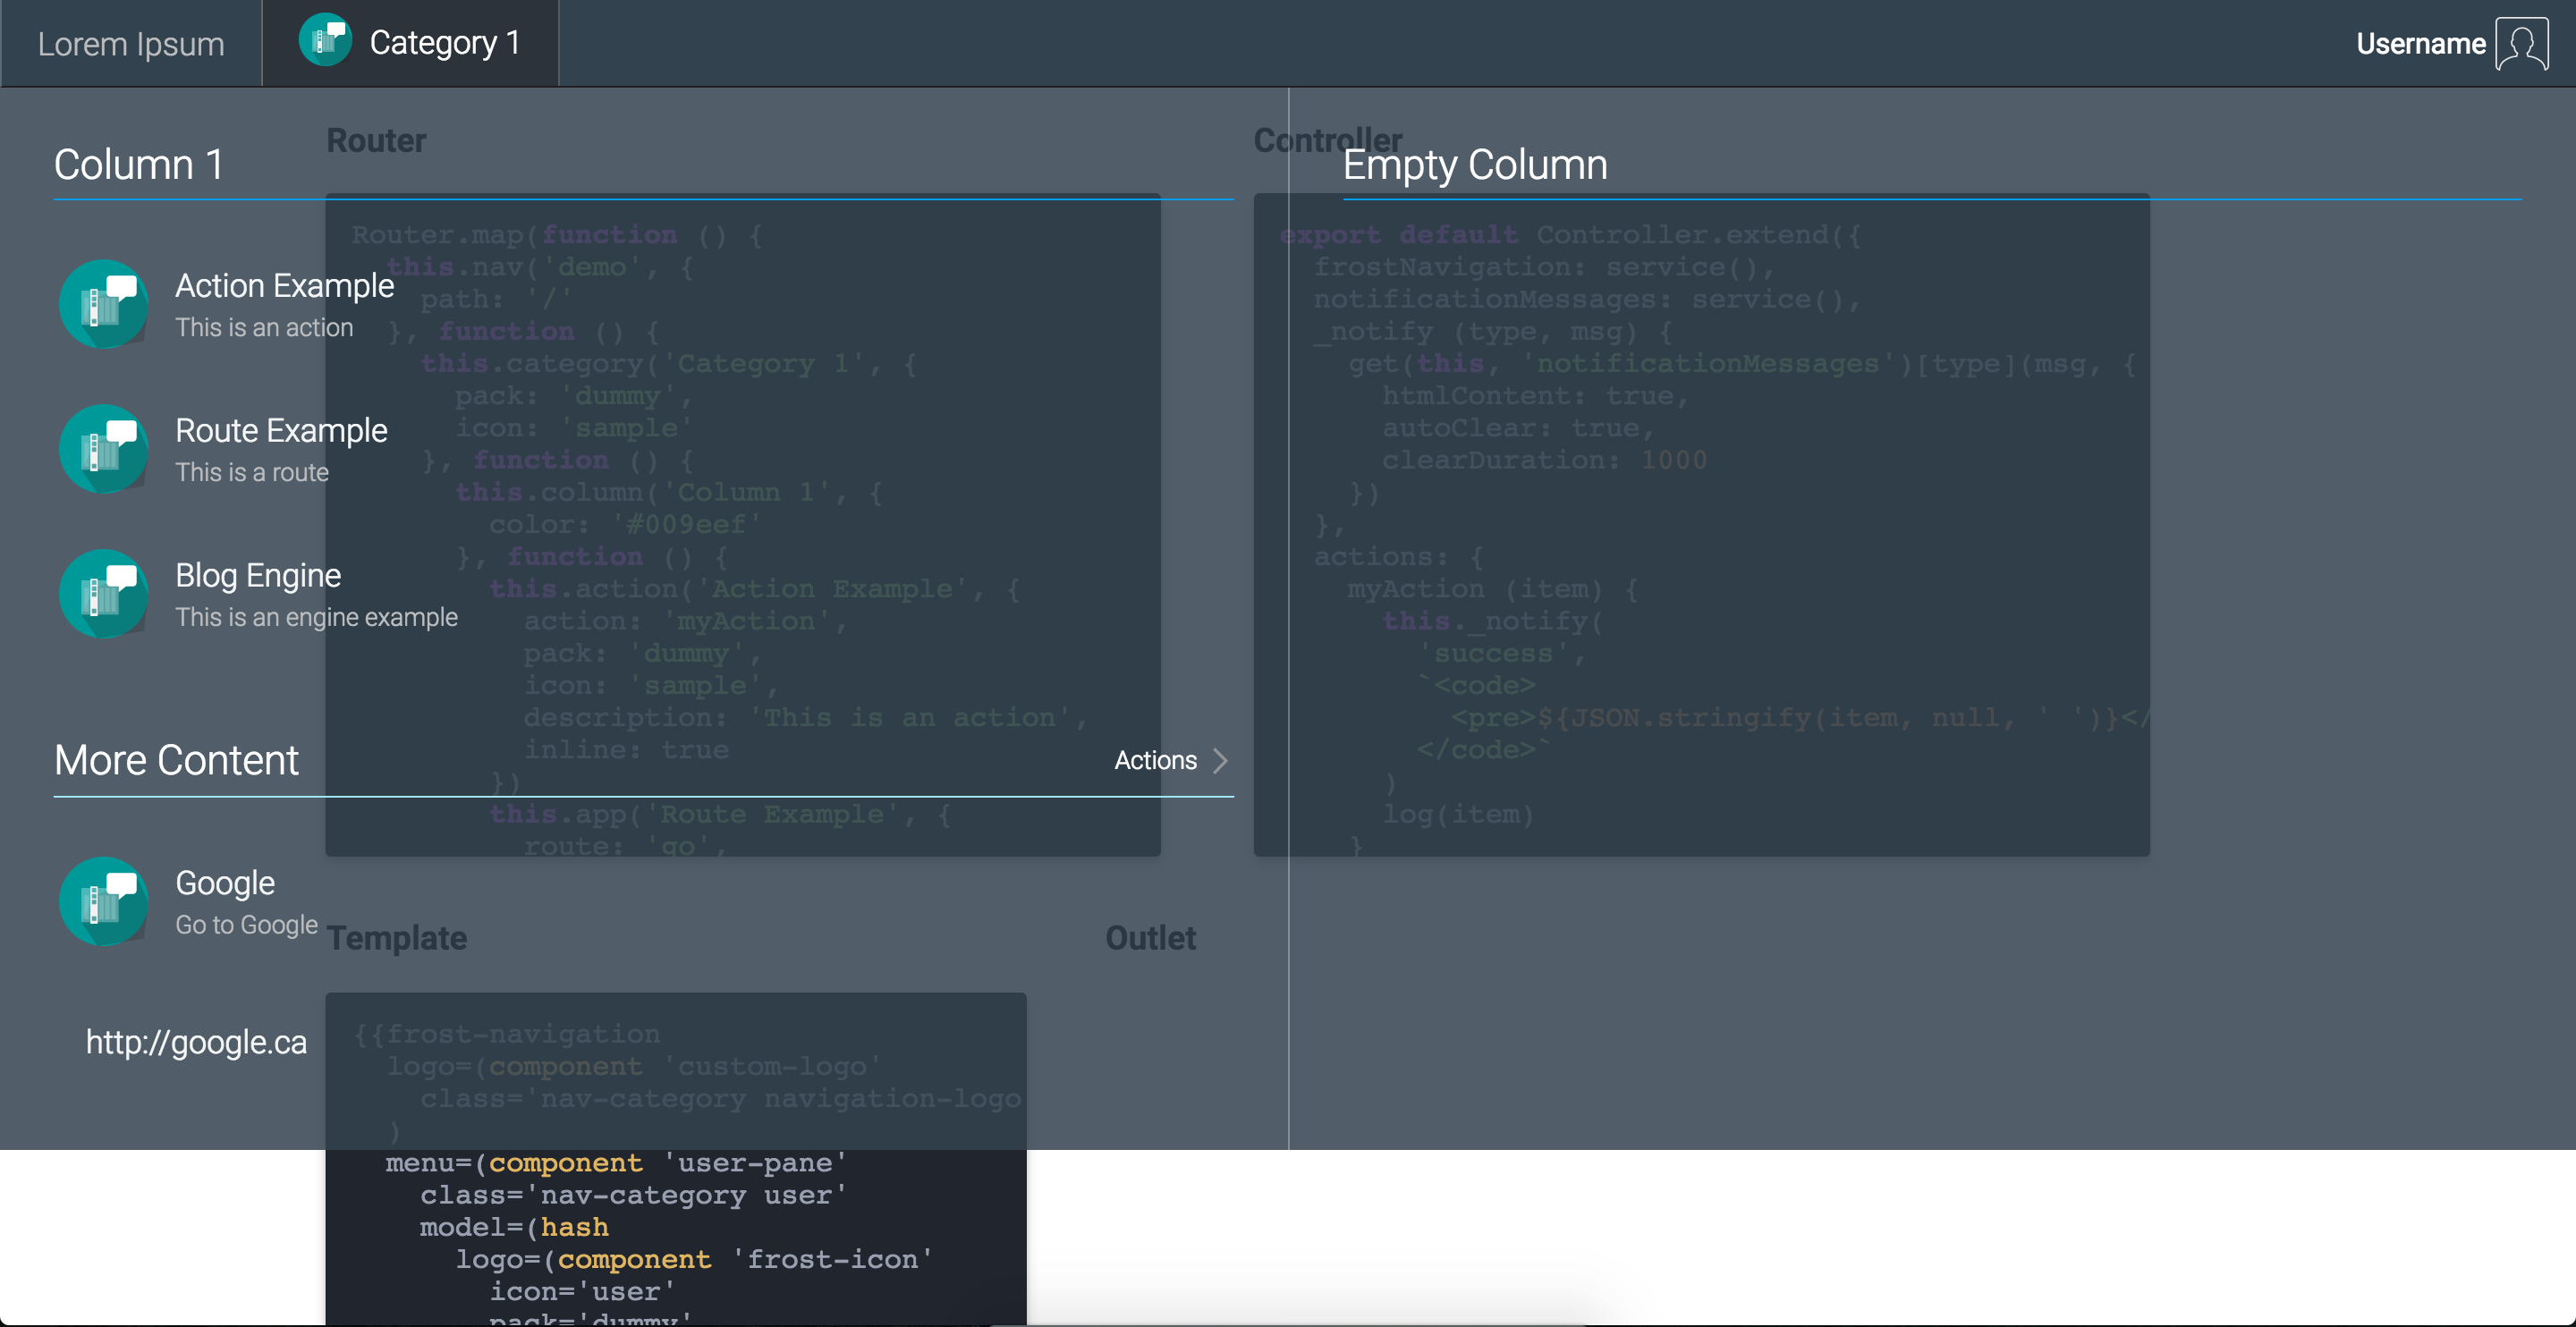 Lorem Ipsum
Category 1
Username
Router
Controller
Column 1
Empty Column
Action Example
This is an action
Route Example
This is a route
Blog Engine
This is an engine example
More Content
Actions
Google
Go to Google
http://google.ca
Router.map(function () {
this.nav('demo', {
path: '/'
}, function () {
this.category('Category 1', {
pack: 'dummy',
icon: 'sample'
}, function () {
this.column('Column 1', {
color: '#009eef'
}, function () {
this.action('Action Example', {
action: 'myAction',
pack: 'dummy',
icon: 'sample',
description: 'This is an action',
inline: true
})
this.app('Route Example', {
route: 'go',
export default Controller.extend({
frostNavigation: service(),
notificationMessages: service(),
_notify (type, msg) {
get(this, 'notificationMessages')[type](msg, {
htmlContent: true,
autoClear: true,
clearDuration: 1000
})
},
actions: {
myAction (item) {
this._notify(
'success',
`<code>
<pre>${JSON.stringify(item, null, ' ')}</
</code>`
)
log(item)
}
Template
Outlet
{{frost-navigation
logo=(component 'custom-logo'
class='nav-category navigation-logo
)
menu=(component 'user-pane'
class='nav-category user'
model=(hash
logo=(component 'frost-icon'
icon='user'
pack='dummy'